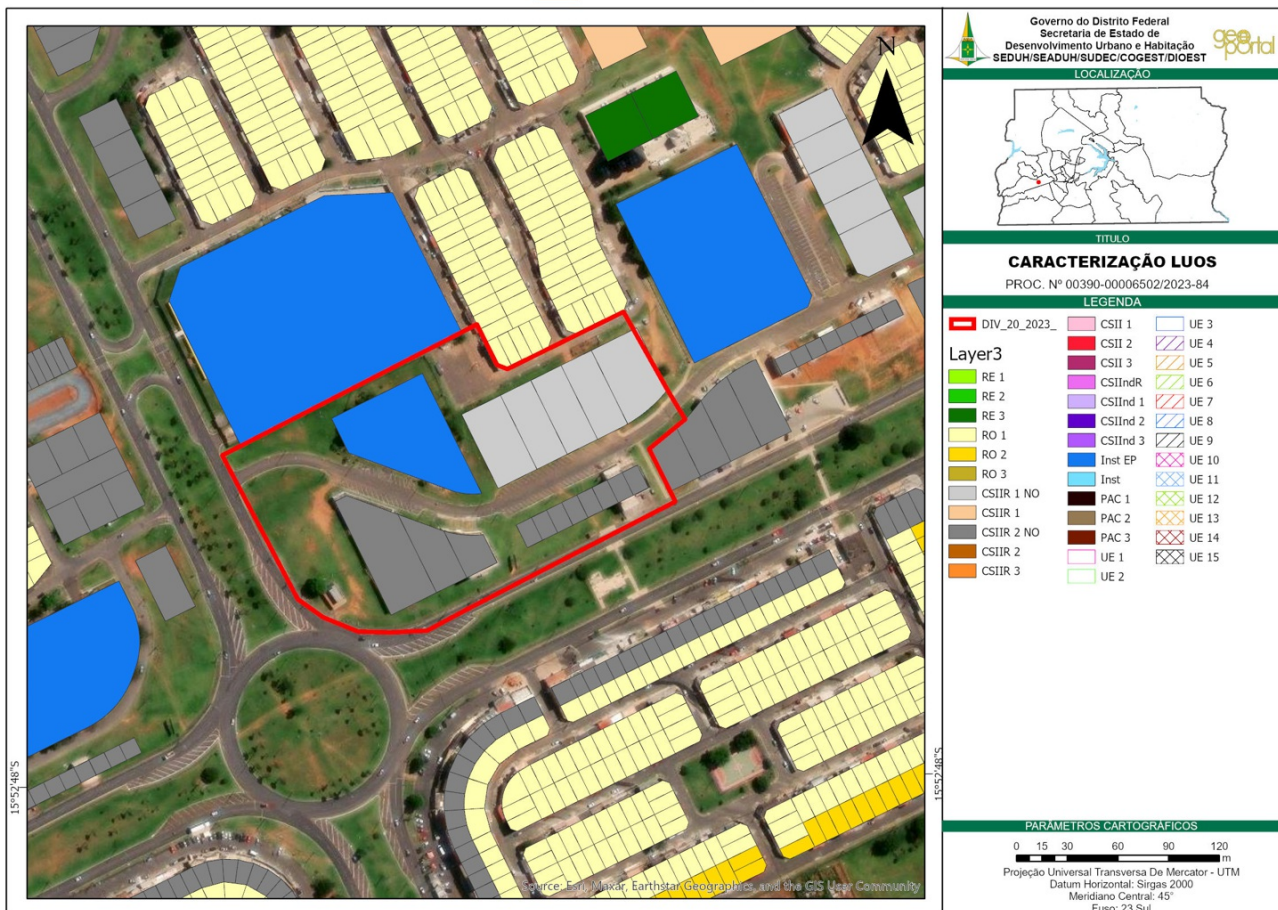 N
15°52'48"S
15°52'48"S
Source: Esri, Maxar, Earthstar Geographics, and the GIS User Community
Governo do Distrito Federal
Secretaria de Estado de
Desenvolvimento Urbano e Habitação
SEDUH/SEADUH/SUDEC/COGEST/DIOEST
geo
portal
LOCALIZAÇÃO
TITULO
CARACTERIZAÇÃO LUOS
PROC. Nº 00390-00006502/2023-84
LEGENDA
DIV_20_2023_
Layer3
RE 1
RE 2
RE 3
RO 1
RO 2
RO 3
CSIIR 1 NO
CSIIR 1
CSIIR 2 NO
CSIIR 2
CSIIR 3
CSII 1
CSII 2
CSII 3
CSIIndR
CSIInd 1
CSIInd 2
CSIInd 3
Inst EP
Inst
PAC 1
PAC 2
PAC 3
UE 1
UE 2
UE 3
UE 4
UE 5
UE 6
UE 7
UE 8
UE 9
UE 10
UE 11
UE 12
UE 13
UE 14
UE 15
PARÂMETROS CARTOGRÁFICOS
0 15 30 60 90 120
m
Projeção Universal Transversa De Mercator - UTM
Datum Horizontal: Sirgas 2000
Meridiano Central: 45°
Fuso: 23 Sul